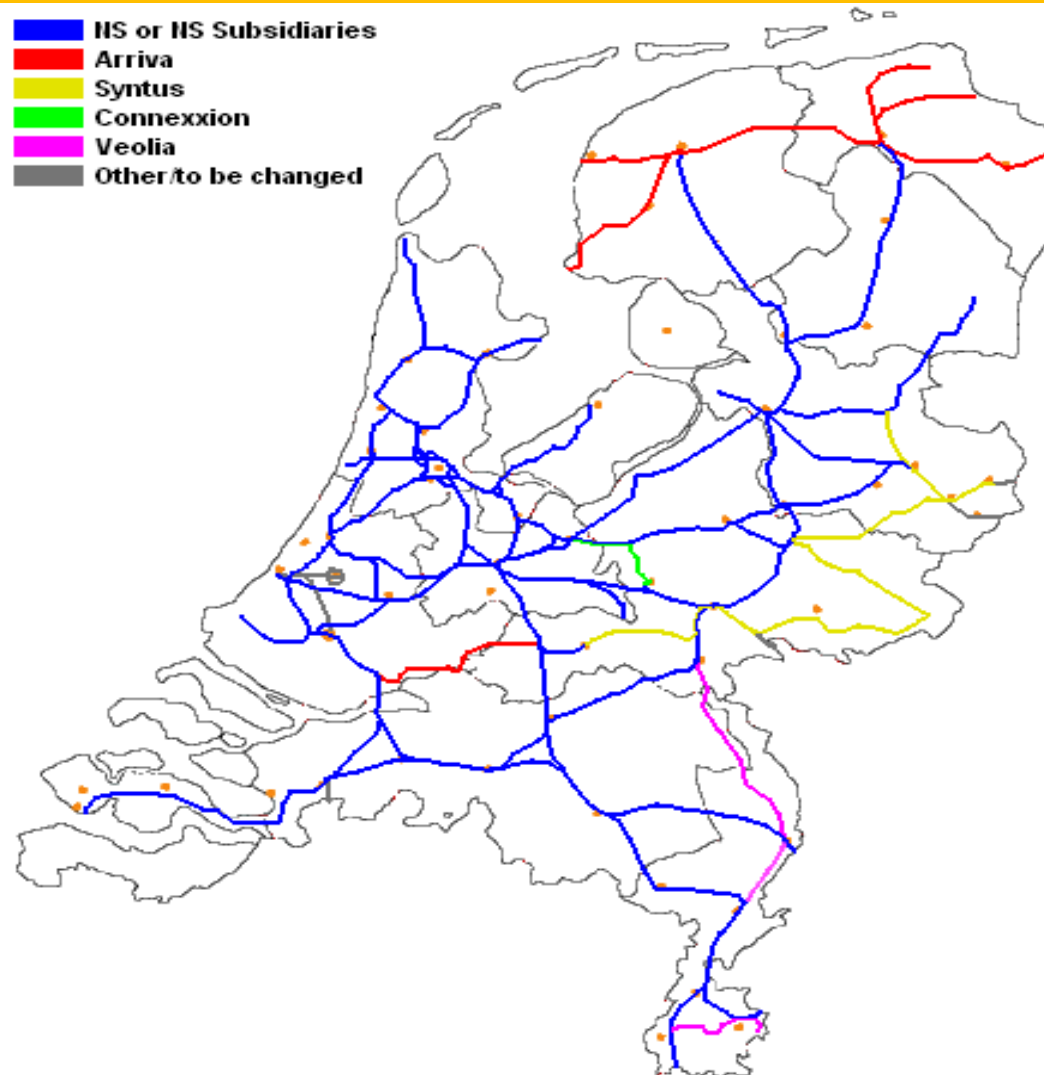 NS or NS Subsidiaries
Arriva
Syntus
Connexxion
Veolia
Other/to be changed